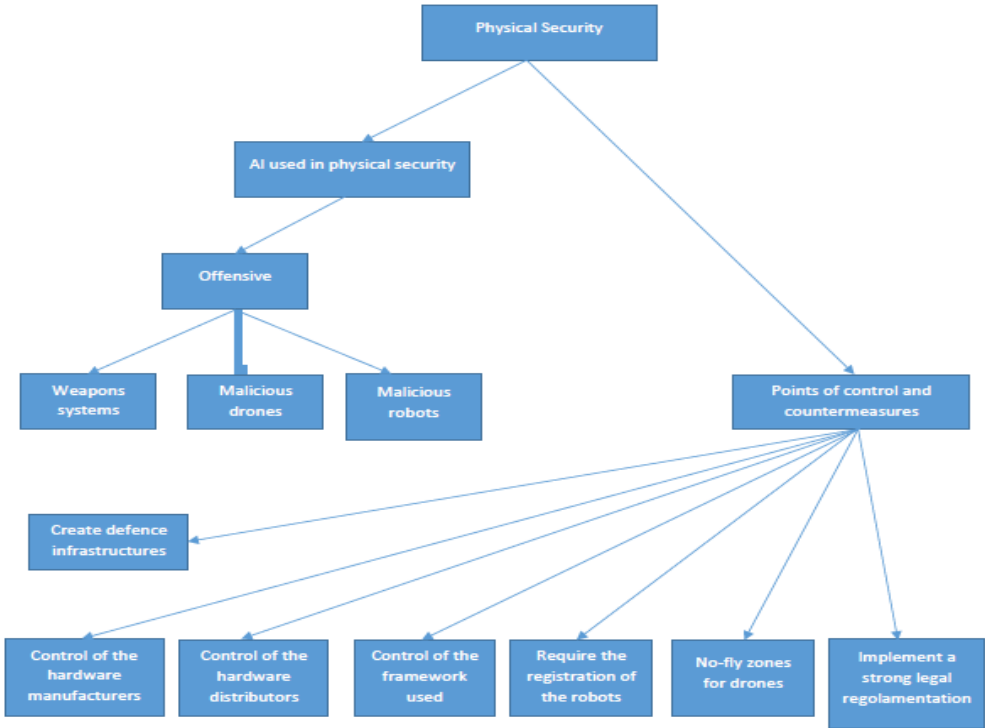 Physical Security
AI used in physical security
Offensive
Weapons
systems
Malicious
drones
Malicious
robots
Points of control and
countermeasures
Create defence
infrastructures
Control of the
hardware
manufacturers
Control of the
hardware
distributors
Control of the
framework
used
Require the
registration of
the robots
No-fly zones
for drones
Implement a
strong legal
regolamentation